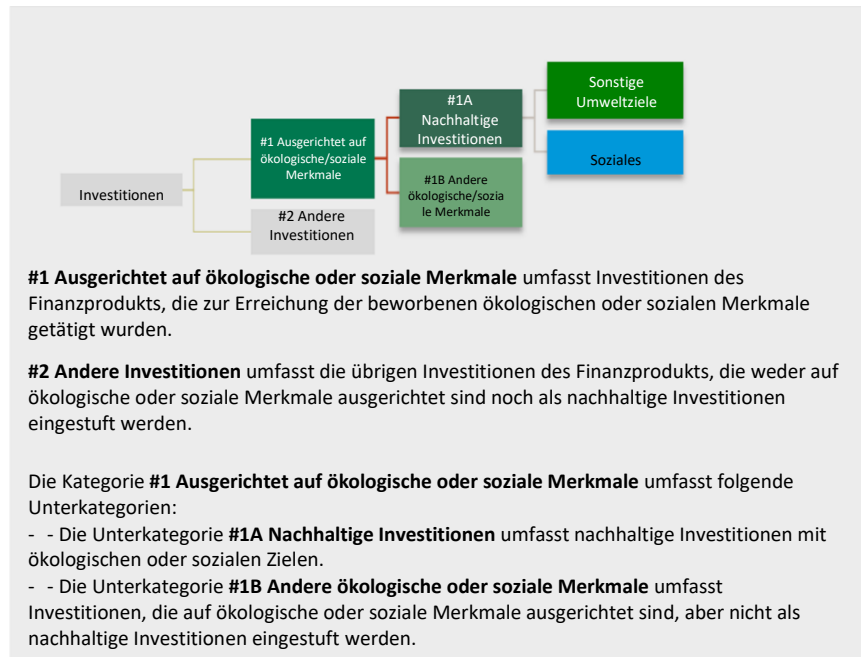 Investitionen
#1 Ausgerichtet auf
ökologische/soziale
Merkmale
#2 Andere
Investitionen
#1A
Nachhaltige
Investitionen
#1B Andere
ökologische/sozia
le Merkmale
Sonstige
Umweltziele
Soziales
#1 Ausgerichtet auf ökologische oder soziale Merkmale umfasst Investitionen des
Finanzprodukts, die zur Erreichung der beworbenen ökologischen oder sozialen Merkmale
getätigt wurden.
#2 Andere Investitionen umfasst die übrigen Investitionen des Finanzprodukts, die weder auf
ökologische oder soziale Merkmale ausgerichtet sind noch als nachhaltige Investitionen
eingestuft werden.
Die Kategorie #1 Ausgerichtet auf ökologische oder soziale Merkmale umfasst folgende
Unterkategorien:
- - Die Unterkategorie #1A Nachhaltige Investitionen umfasst nachhaltige Investitionen mit
ökologischen oder sozialen Zielen.
- - Die Unterkategorie #1B Andere ökologische oder soziale Merkmale umfasst
Investitionen, die auf ökologische oder soziale Merkmale ausgerichtet sind, aber nicht als
nachhaltige Investitionen eingestuft werden.